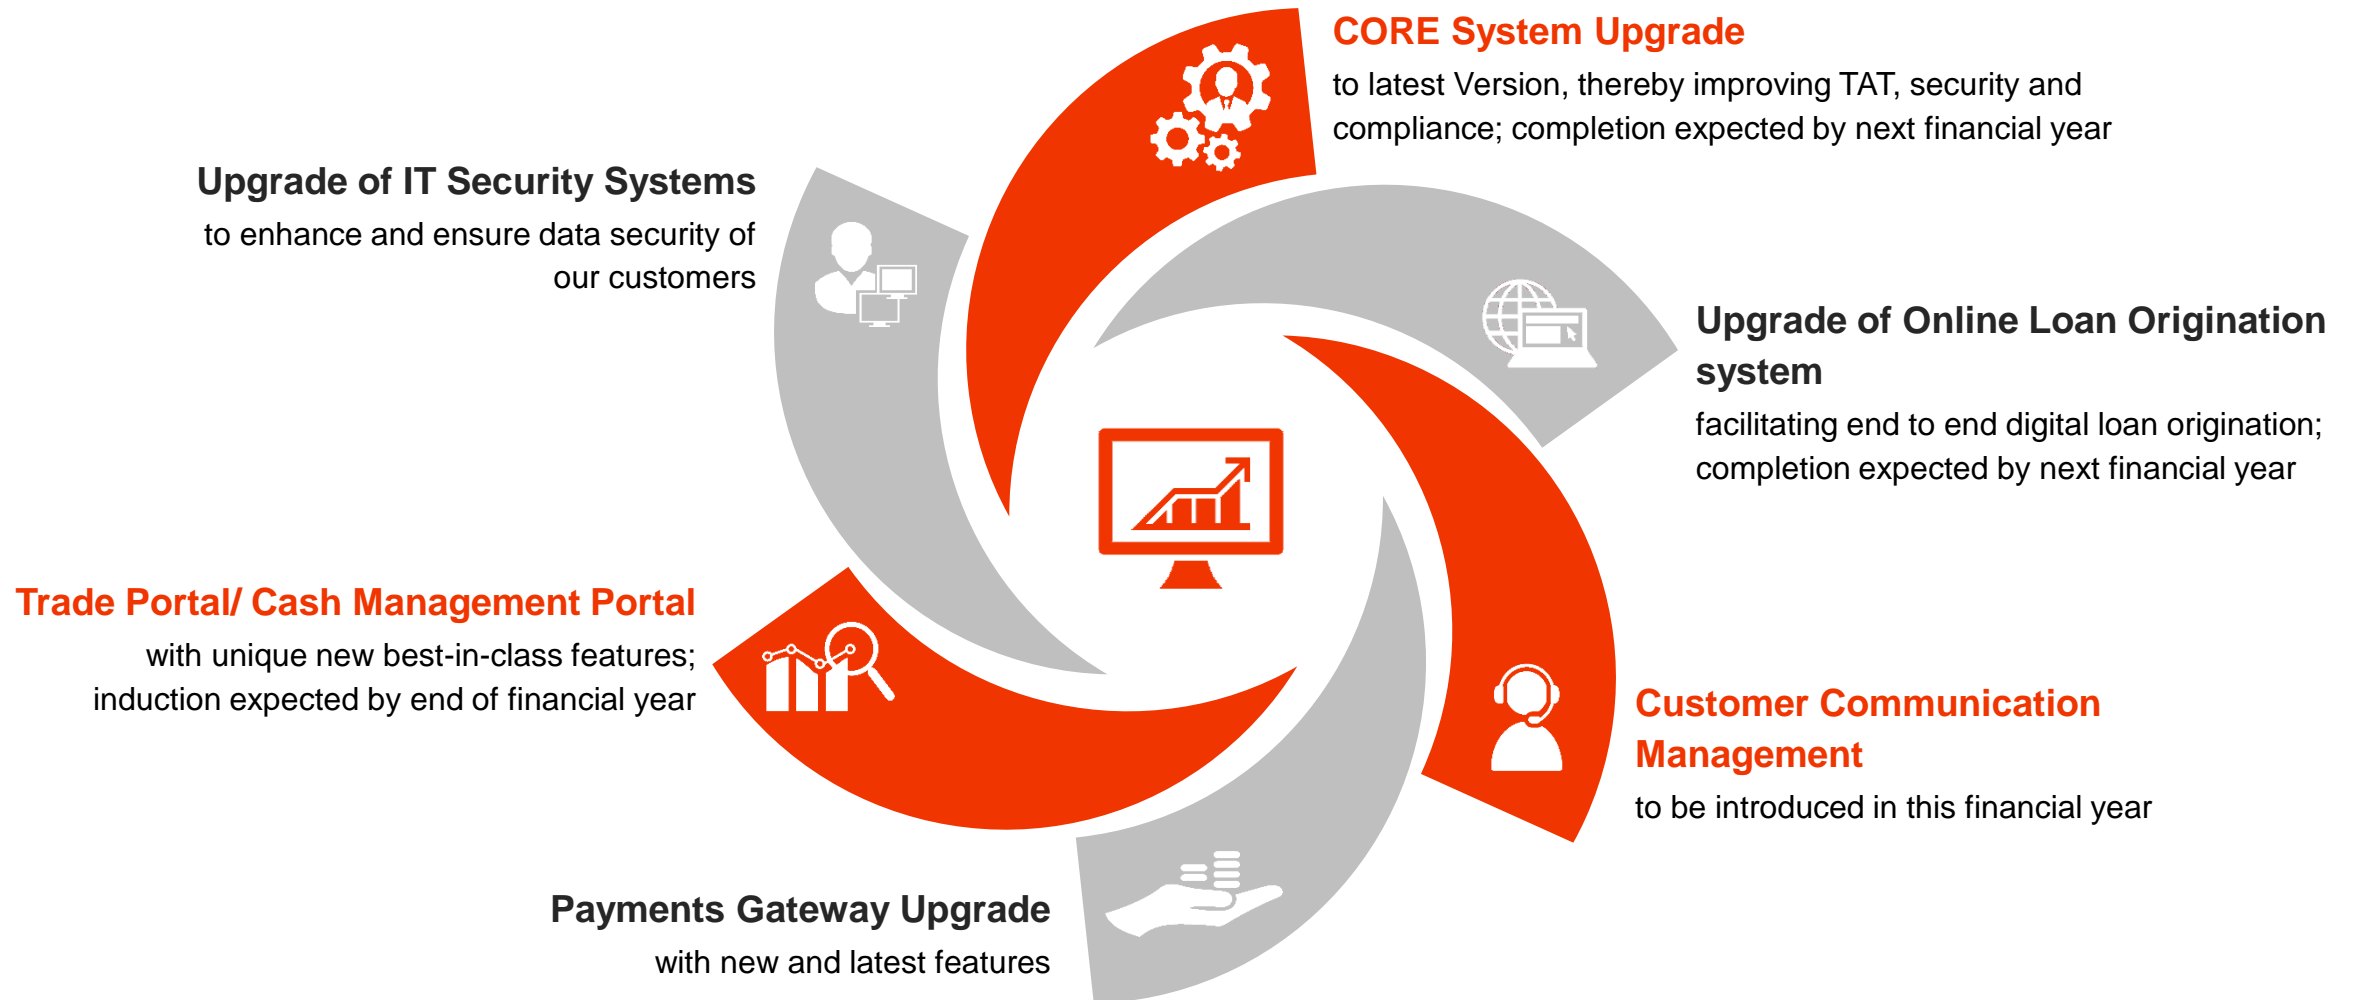 CORE System Upgrade
to latest Version, thereby improving TAT, security and
compliance; completion expected by next financial year
Upgrade of Online Loan Origination
system
facilitating end to end digital loan origination;
completion expected by next financial year
Customer Communication
Management
to be introduced in this financial year
Payments Gateway Upgrade
with new and latest features
Trade Portal/ Cash Management Portal
with unique new best-in-class features;
induction expected by end of financial year
Upgrade of IT Security Systems
to enhance and ensure data security of
our customers